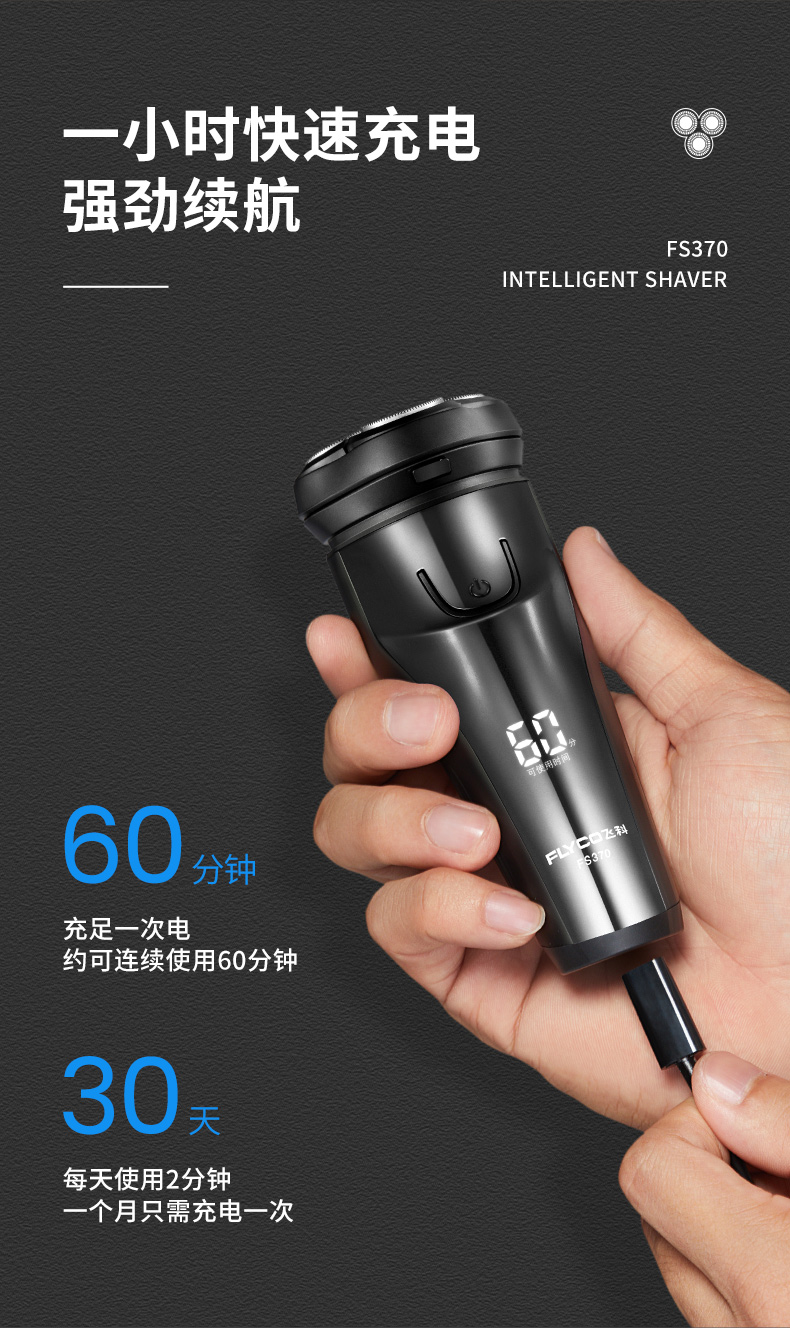 一小时快速充电
强劲续航
FS370
INTELLIGENT SHAVER
60分
可使用时间
FLYCO飞科
FS370
60分钟
充足一次电
约可连续使用60分钟
30天
每天使用2分钟
一个月只需充电一次